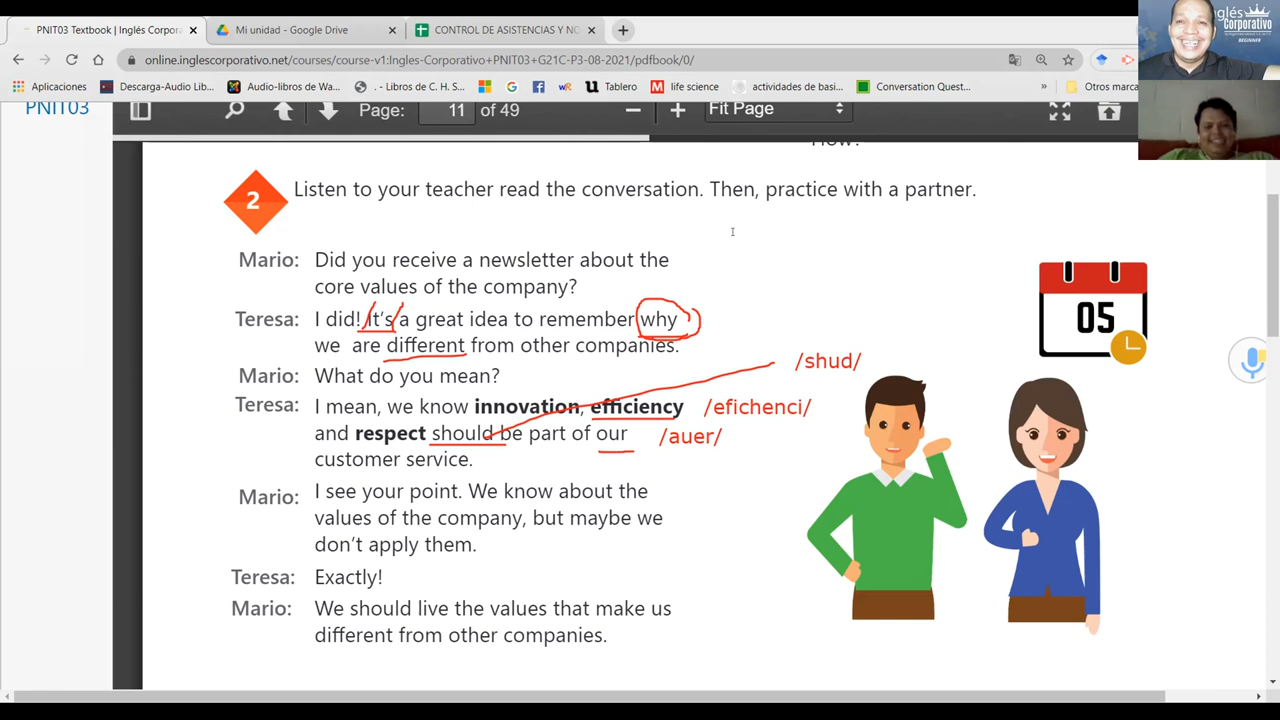 PNIT03 Textbook | Inglés Corpor
Mi unidad - Google Drive
CONTROL DE ASISTENCIAS Y NO
online.inglescorporativo.net/courses/course-v1:Ingles Corporativo+PNIT03+G21C-P3-08-2021/pdfbook/0/
Aplicaciones
Descarga-Audio Lib...
Audio-libros de Wa...
. - Libros de C. H. S...
Tablero
life science
actividades de basi...
Conversation Quest...
»
Otros marca
inglés
corporativo
BEGINNER
PNIT03
Page: 11 of 49
Fit Page
How?
2 Listen to your teacher read the conversation. Then, practice with a partner.
Mario: Did you receive a newsletter about the
core values of the company?
Teresa: I did! It's a great idea to remember why
we are different from other companies.
Mario: What do you mean?
/shud/
Teresa: I mean, we know innovation, efficiency /efichenci/
and respect should be part of our /auer/
customer service.
Mario: I see your point. We know about the
values of the company, but maybe we
don't apply them.
Teresa: Exactly!
Mario: We should live the values that make us
different from other companies.
05